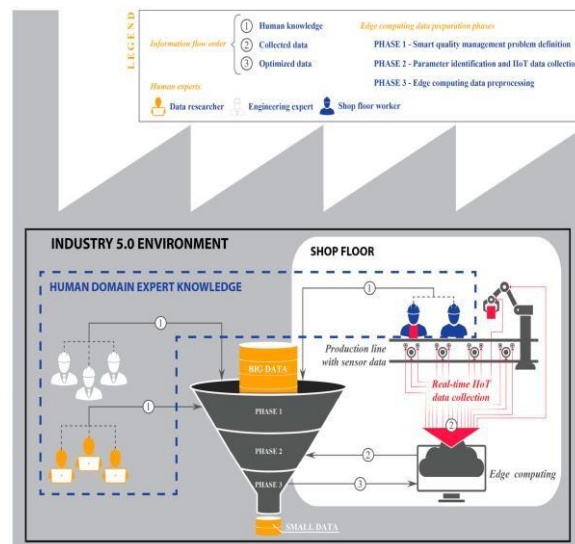 LEGEND
Information flow order
1 Human knowledge
2 Collected data
3 Optimized data
Edge computing data preparation phases
PHASE 1 - Smart quality management problem definition
PHASE 2 - Parameter identification and IIoT data collection
PHASE 3 - Edge computing data preprocessing
Human experts
Data researcher
Engineering expert
Shop floor worker
INDUSTRY 5.0 ENVIRONMENT
SHOP FLOOR
HUMAN DOMAIN EXPERT KNOWLEDGE
1
1
Production line
with sensor data
BIG DATA
Real-time IIoT
data collection
1
PHASE 1
2
PHASE 2
2
PHASE 3
3
Edge computing
SMALL DATA